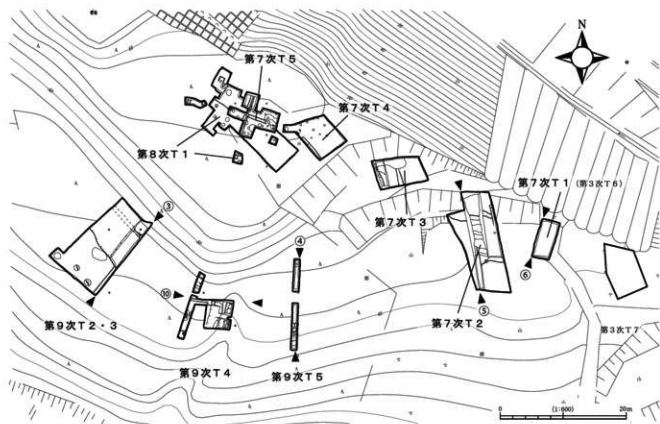 N
第7次T5
第7次T4
第8次T1
第7次T1 (第3次T6)
第7次T3
③
④
⑥
⑩
⑤
第7次T2
第3次T7
第9次T2・3
第9次T4
第9次T5
0 (1:600) 20m